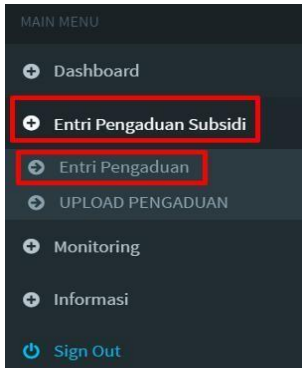 MAIN MENU
Dashboard
Entri Pengaduan Subsidi
Entri Pengaduan
UPLOAD PENGADUAN
Monitoring
Informasi
Sign Out